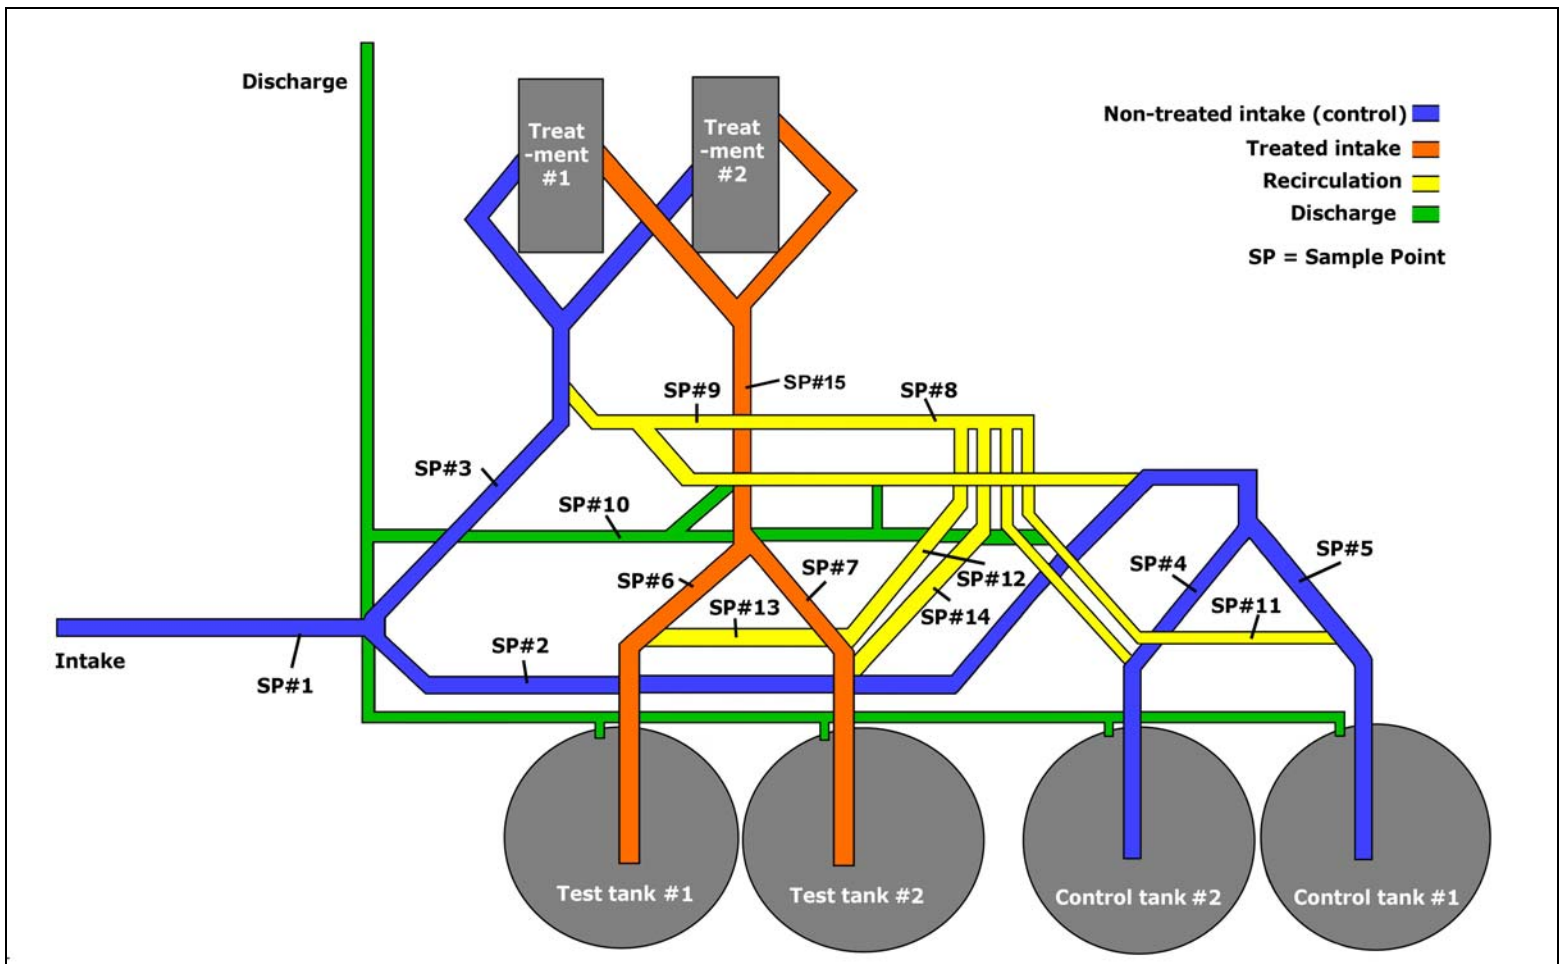 Discharge
Treat
-ment
#1
Treat
-ment
#2
Non-treated intake (control)
Treated intake
Recirculation
Discharge
SP = Sample Point
SP#9
SP#15
SP#8
SP#3
SP#10
SP#6
SP#7
SP#12
SP#4
SP#5
SP#13
SP#14
SP#11
Intake
SP#1
SP#2
Test tank #1
Test tank #2
Control tank #2
Control tank #1